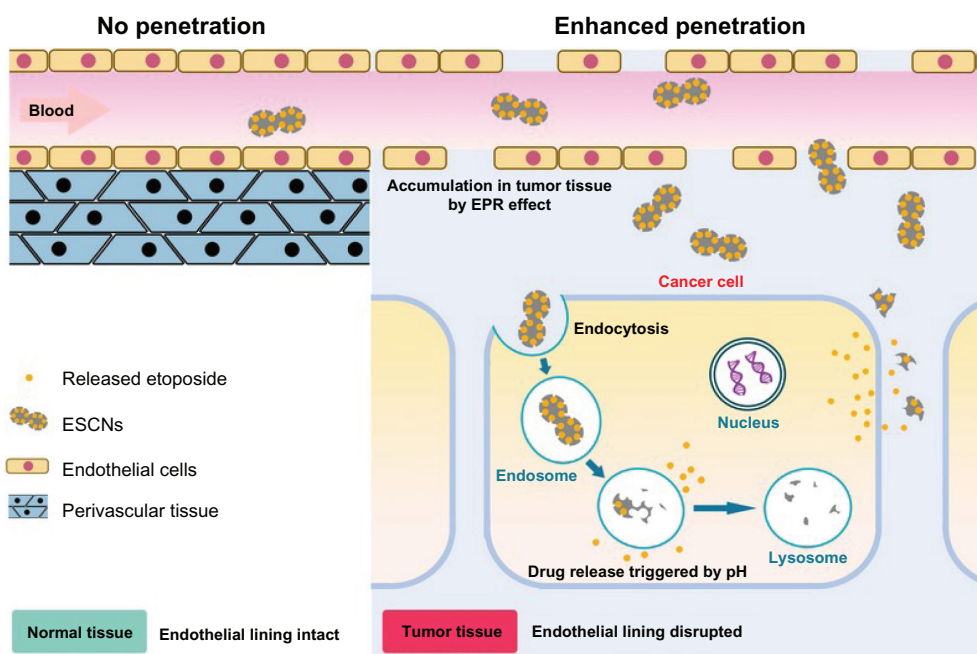 No penetration
Enhanced penetration
Blood
Accumulation in tumor tissue
by EPR effect
Cancer cell
Endocytosis
Nucleus
Endosome
Lysosome
Drug release triggered by pH
Released etoposide
ESCNs
Endothelial cells
Perivascular tissue
Normal tissue
Endothelial lining intact
Tumor tissue
Endothelial lining disrupted